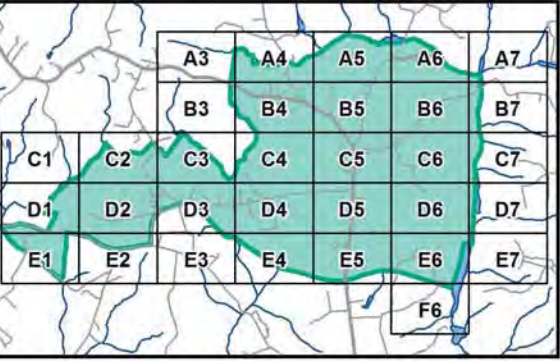 A3 A4 A5 A6 A7
B3 B4 B5 B6 B7
C1 C2 C3 C4 C5 C6 C7
D1 D2 D3 D4 D5 D6 D7
E1 E2 E3 E4 E5 E6 E7
F6